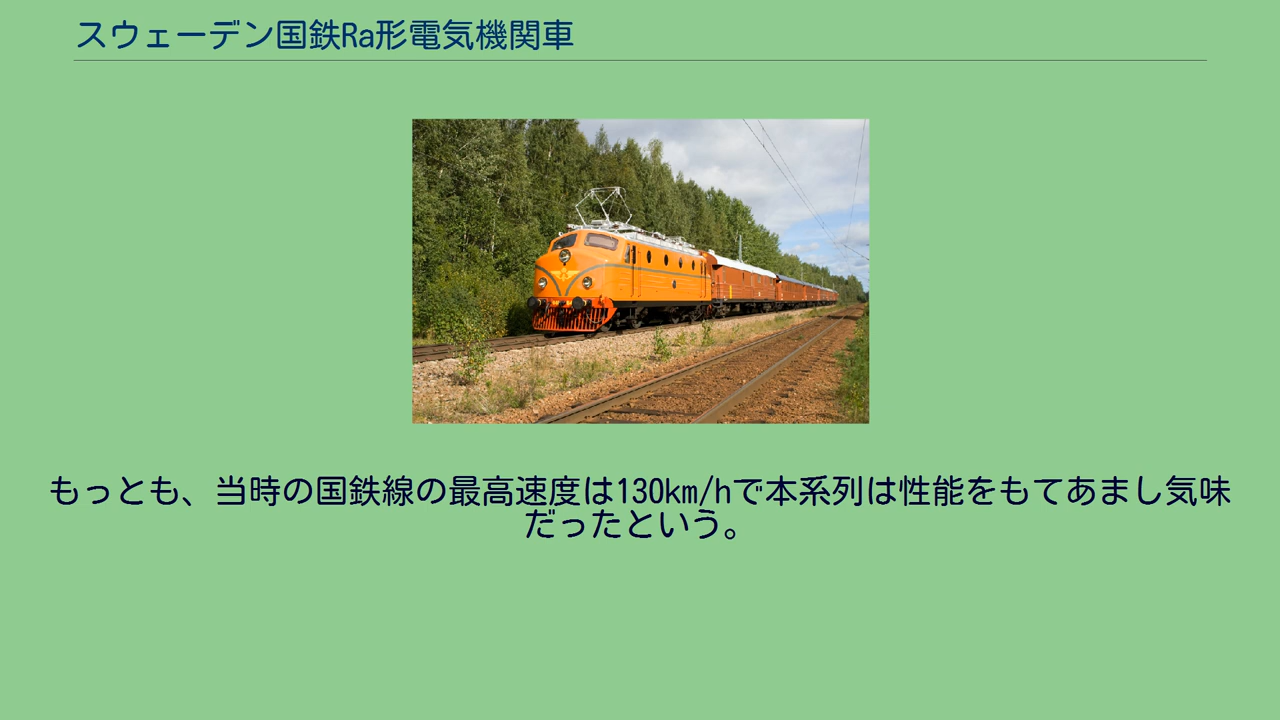 スウェーデン国鉄Ra形電気機関車
もっとも、当時の国鉄線の最高速度は130km/hで本系列は性能をもてあまし気味
だったという。